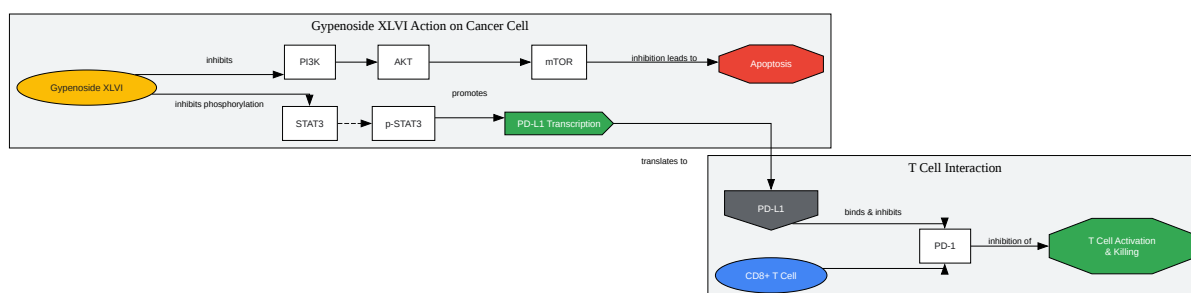 Gypenoside XLVI Action on Cancer Cell
inhibits
PI3K
AKT
mTOR
inhibition leads to
Apoptosis
Gypenoside XLVI
inhibits phosphorylation
promotes
STAT3
p-STAT3
PD-L1 Transcription
translates to
T Cell Interaction
PD-L1
binds & inhibits
PD-1
inhibition of
T Cell Activation
& Killing
CD8+ T Cell